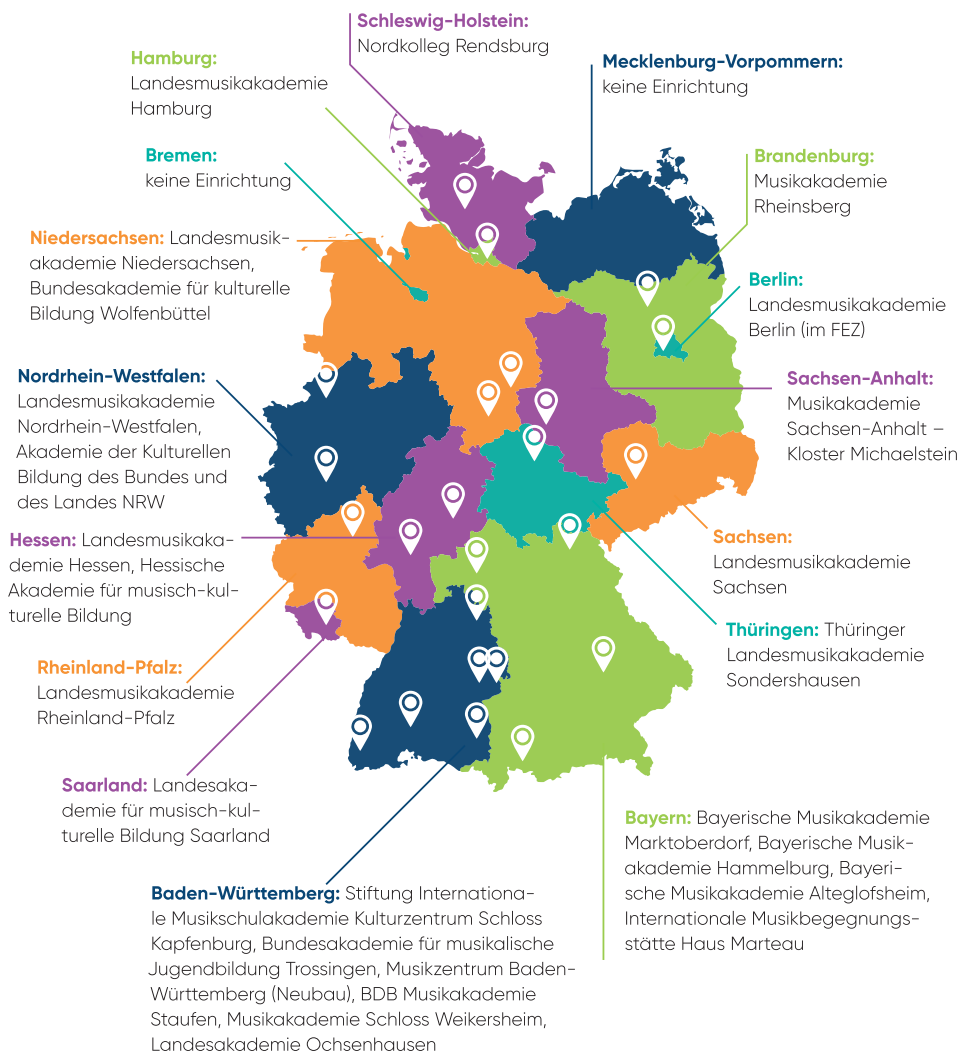 Schleswig-Holstein:
Nordkolleg Rendsburg
Hamburg:
Landesmusikakademie
Hamburg
Mecklenburg-Vorpommern:
keine Einrichtung
Bremen:
keine Einrichtung
Brandenburg:
Musikakademie
Rheinsberg
Niedersachsen: Landesmusik-
akademie Niedersachsen,
Bundesakademie für kulturelle
Bildung Wolfenbüttel
Berlin:
Landesmusikakademie
Berlin (im FEZ)
Nordrhein-Westfalen:
Landesmusikakademie
Nordrhein-Westfalen,
Akademie der Kulturellen
Bildung des Bundes und
des Landes NRW
Sachsen-Anhalt:
Musikakademie
Sachsen-Anhalt –
Kloster Michaelstein
Hessen: Landesmusikaka-
demie Hessen, Hessische
Akademie für musisch-kul-
turelle Bildung
Sachsen:
Landesmusikakademie
Sachsen
Thüringen: Thüringer
Landesmusikakademie
Sondershausen
Rheinland-Pfalz:
Landesmusikakademie
Rheinland-Pfalz
Saarland: Landesaka-
demie für musisch-kul-
turelle Bildung Saarland
Bayern: Bayerische Musikakademie
Marktoberdorf, Bayerische Musik-
akademie Hammelburg, Bayeri-
sche Musikakademie Alteglofsheim,
Internationale Musikbegegnungs-
stätte Haus Marteau
Baden-Württemberg: Stiftung Internationa-
le Musikschulakademie Kulturzentrum Schloss
Kapfenburg, Bundesakademie für musikalische
Jugendbildung Trossingen, Musikzentrum Baden-
Württemberg (Neubau), BDB Musikakademie
Staufen, Musikakademie Schloss Weikersheim,
Landesakademie Ochsenhausen